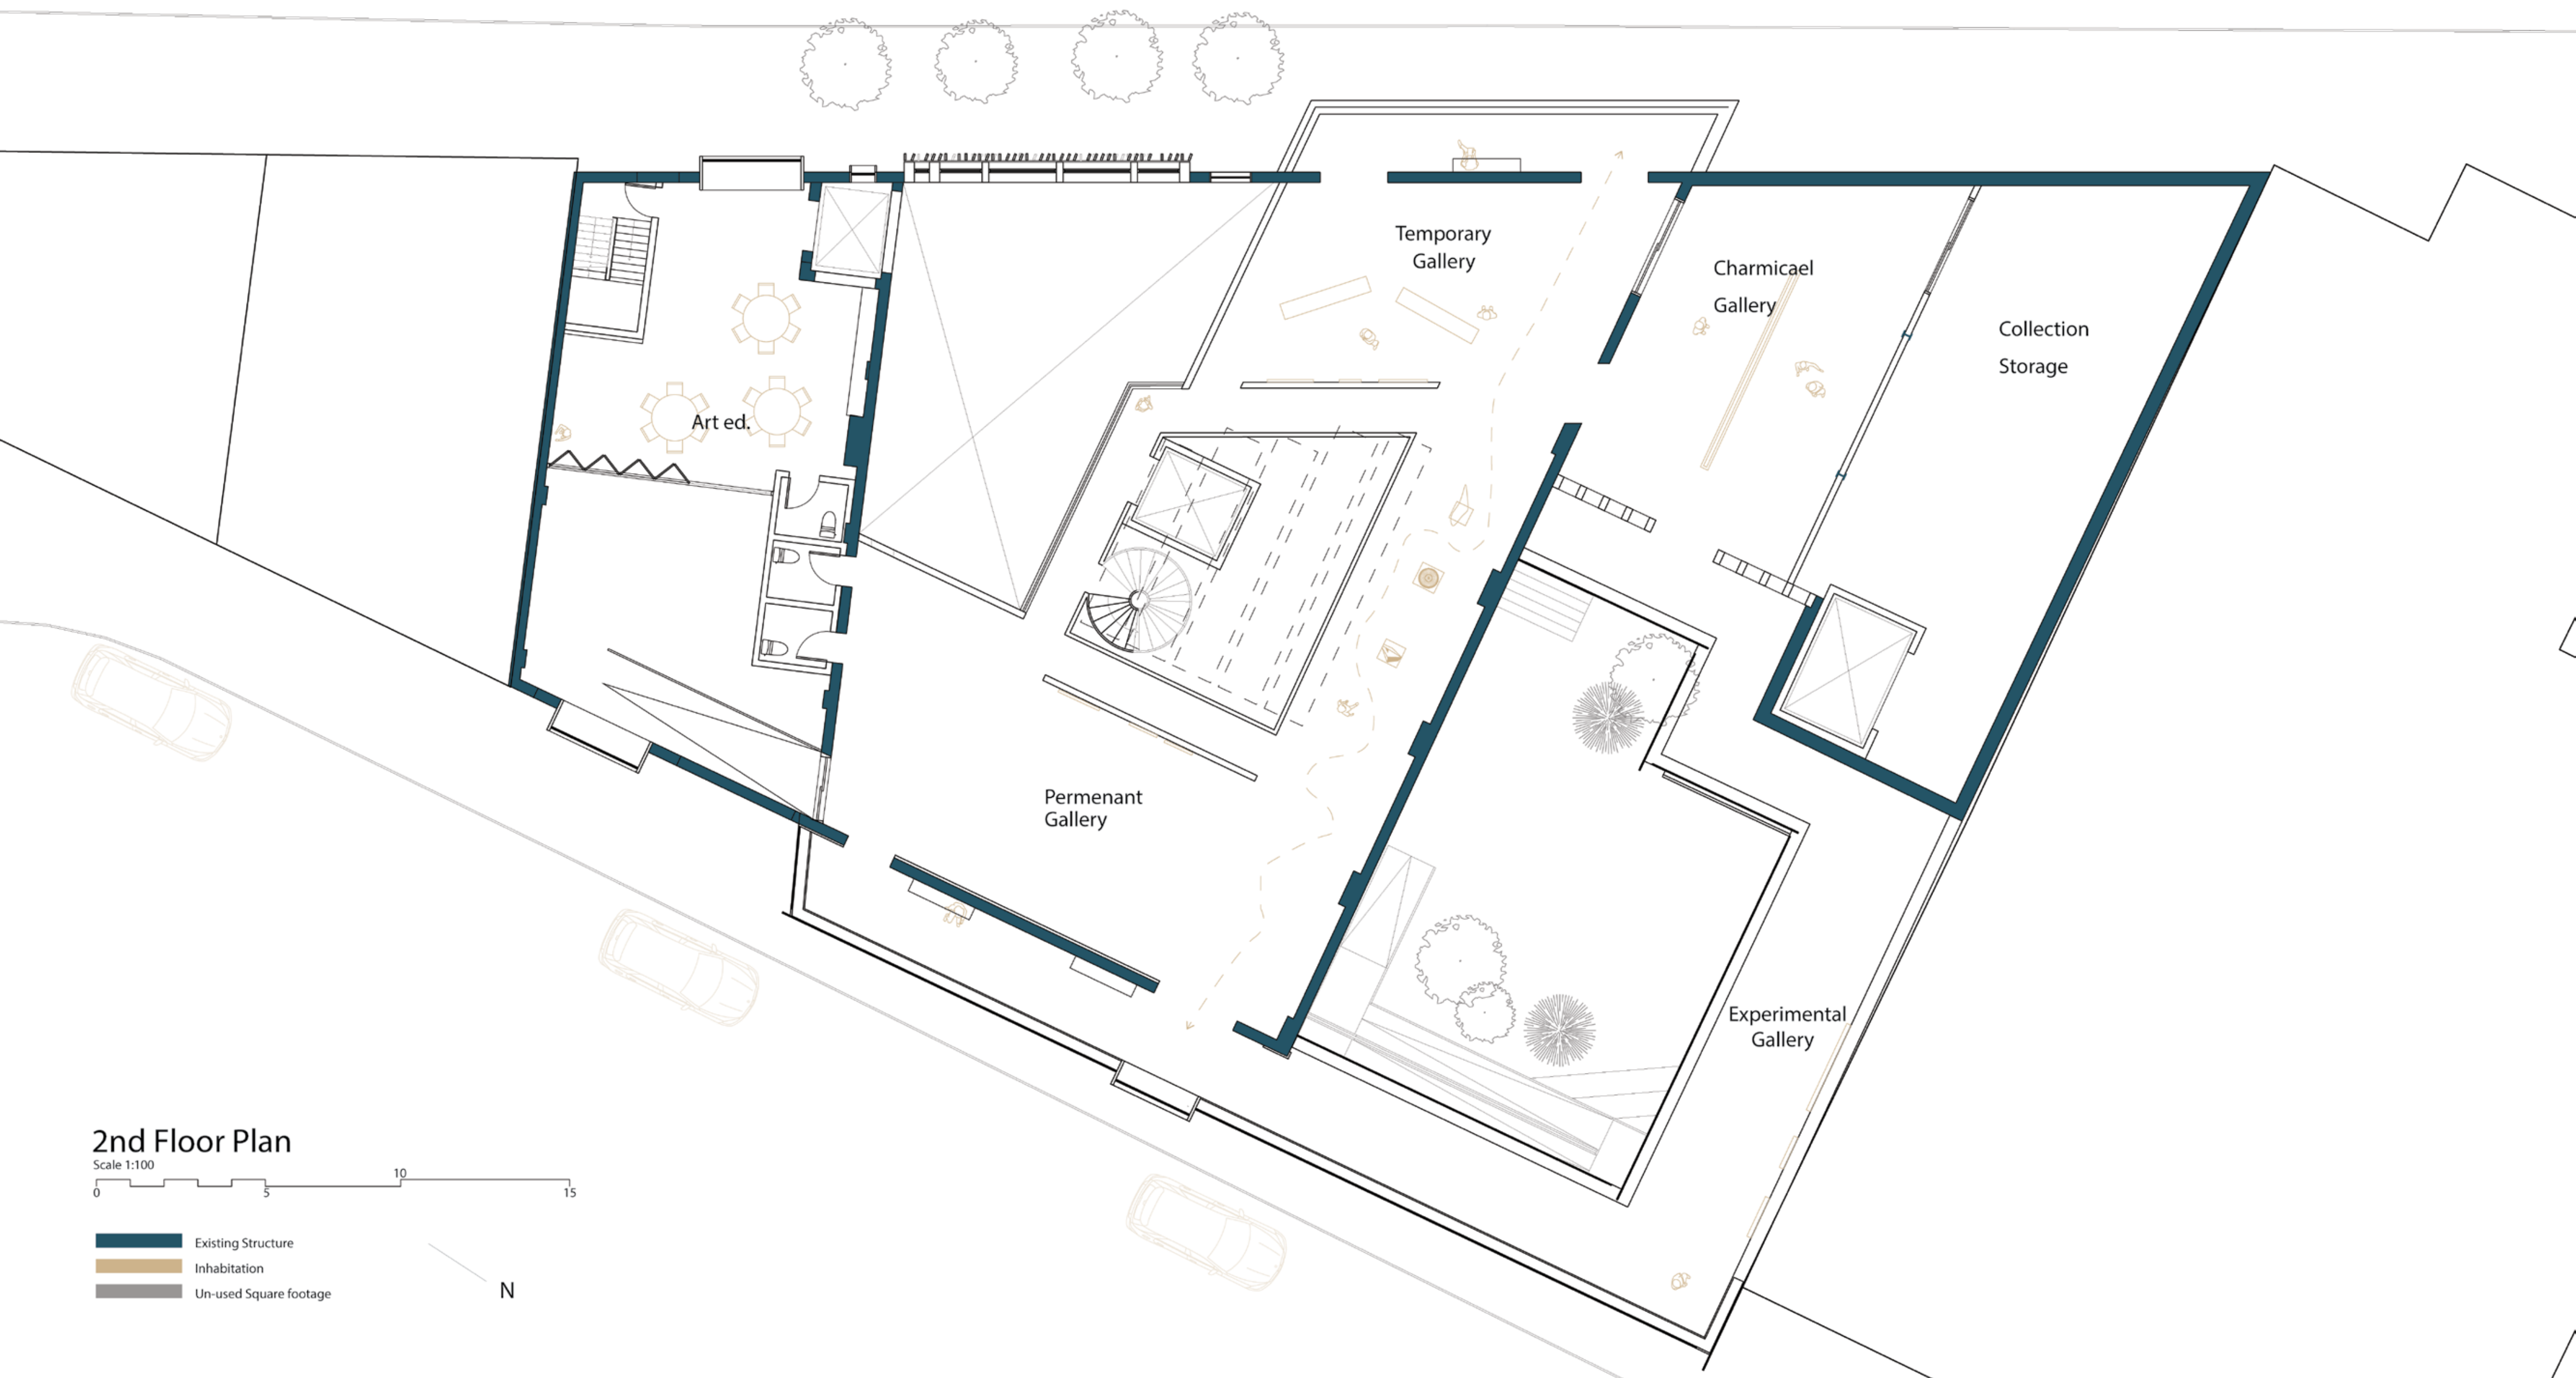 Temporary
Gallery
Charmicael
Gallery
Collection
Storage
Art ed.
Permenant
Gallery
Experimental
Gallery
2nd Floor Plan
Scale 1:100
10
0
5
15
Existing Structure
Inhabitation
Un-used Square footage
N